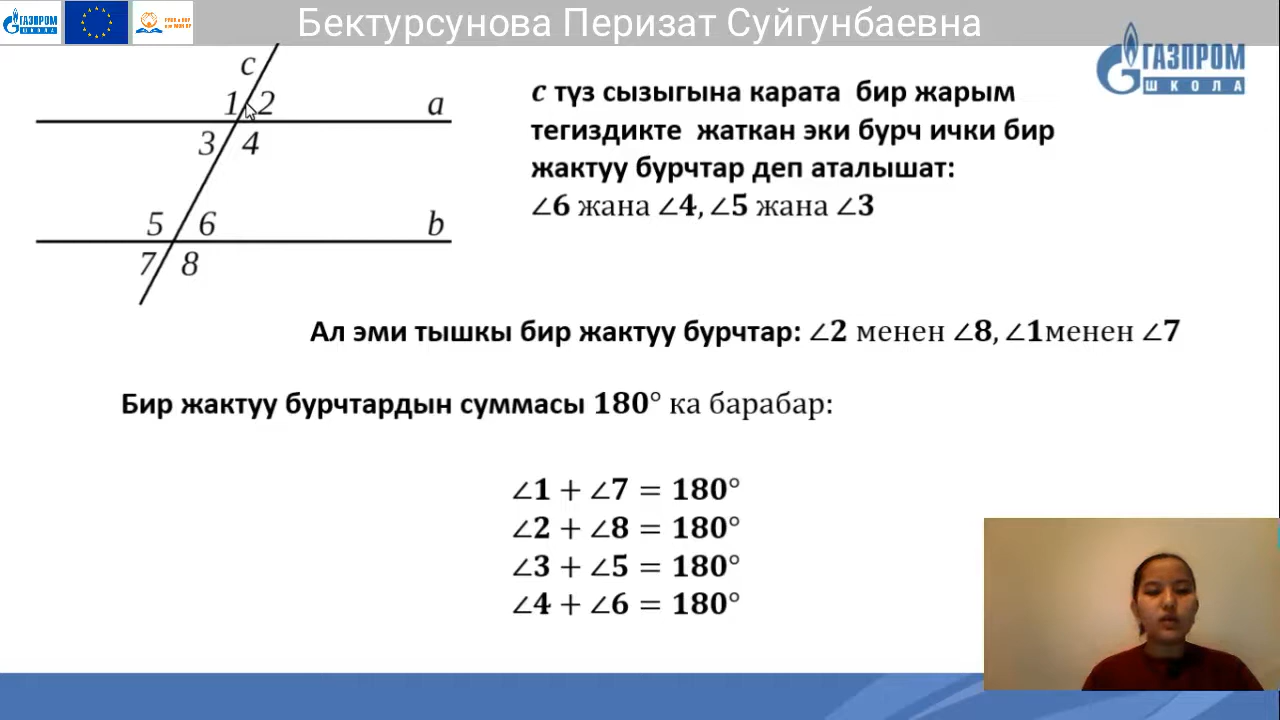 Бектурсунова Перизат Суйгунбаевна
ГАЗПРОМ
ШКОЛА
ГАЗПРОМ
ШКОЛА
c
1 2
a
3 4
5 6
b
7 8
c түз сызыгына карата бир жарым
тегиздикте жаткан эки бурч ички бир
жактуу бурчтар деп аталышат:
∠6 жана ∠4, ∠5 жана ∠3
Ал эми тышкы бир жактуу бурчтар: ∠2 менен ∠8, ∠1менен ∠7
Бир жактуу бурчтардын суммасы 180° ка барабар:
∠1 + ∠7 = 180°
∠2 + ∠8 = 180°
∠3 + ∠5 = 180°
∠4 + ∠6 = 180°